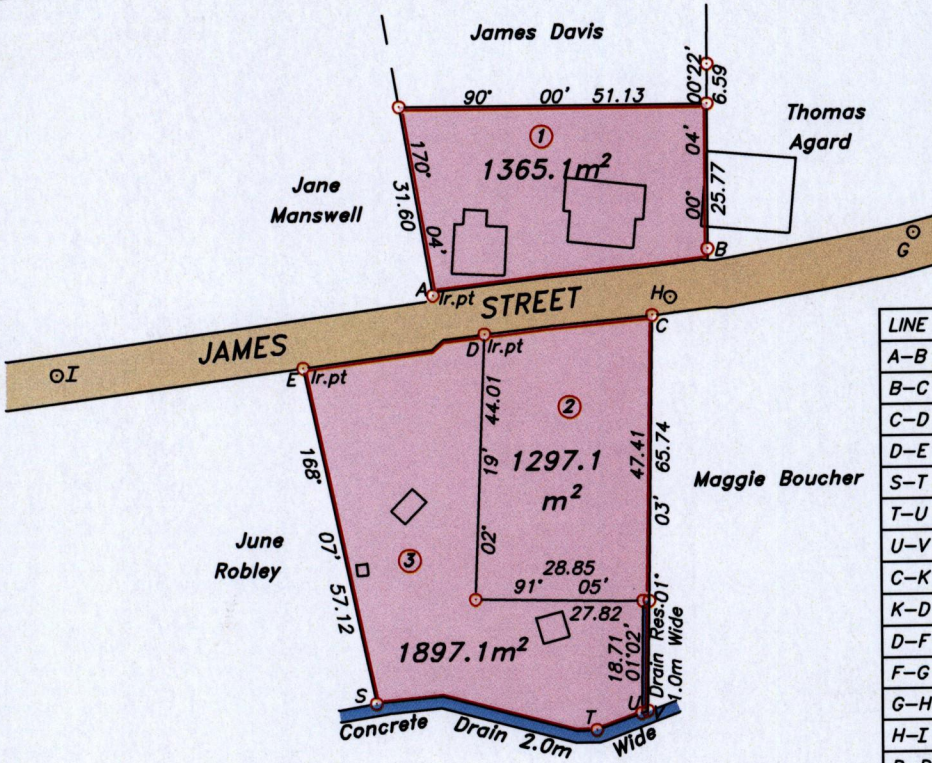 James Davis
90° 00' 51.13
00°22'
6.59
Thomas
Agard
1
1365.1m²
170° 04'
31.60
00° 04'
25.77
Jane
Manswell
A
Ir.pt
B
G
H
C
STREET
JAMES
I
D
Ir.pt
E
Ir.pt
LINE
A-B
B-C
C-D
D-E
S-T
T-U
U-V
C-K
K-D
D-F
F-G
G-H
H-I
2
1297.1
m²
02° 19' 44.01
47.41
01° 03' 65.74
Maggie Boucher
168° 07' 57.12
June
Robley
3
1897.1m²
28.85
91° 05'
27.82
18.71
01°02'
Drain Res.
1.0m Wide
S
T
U
V
Concrete Drain 2.0m Wide